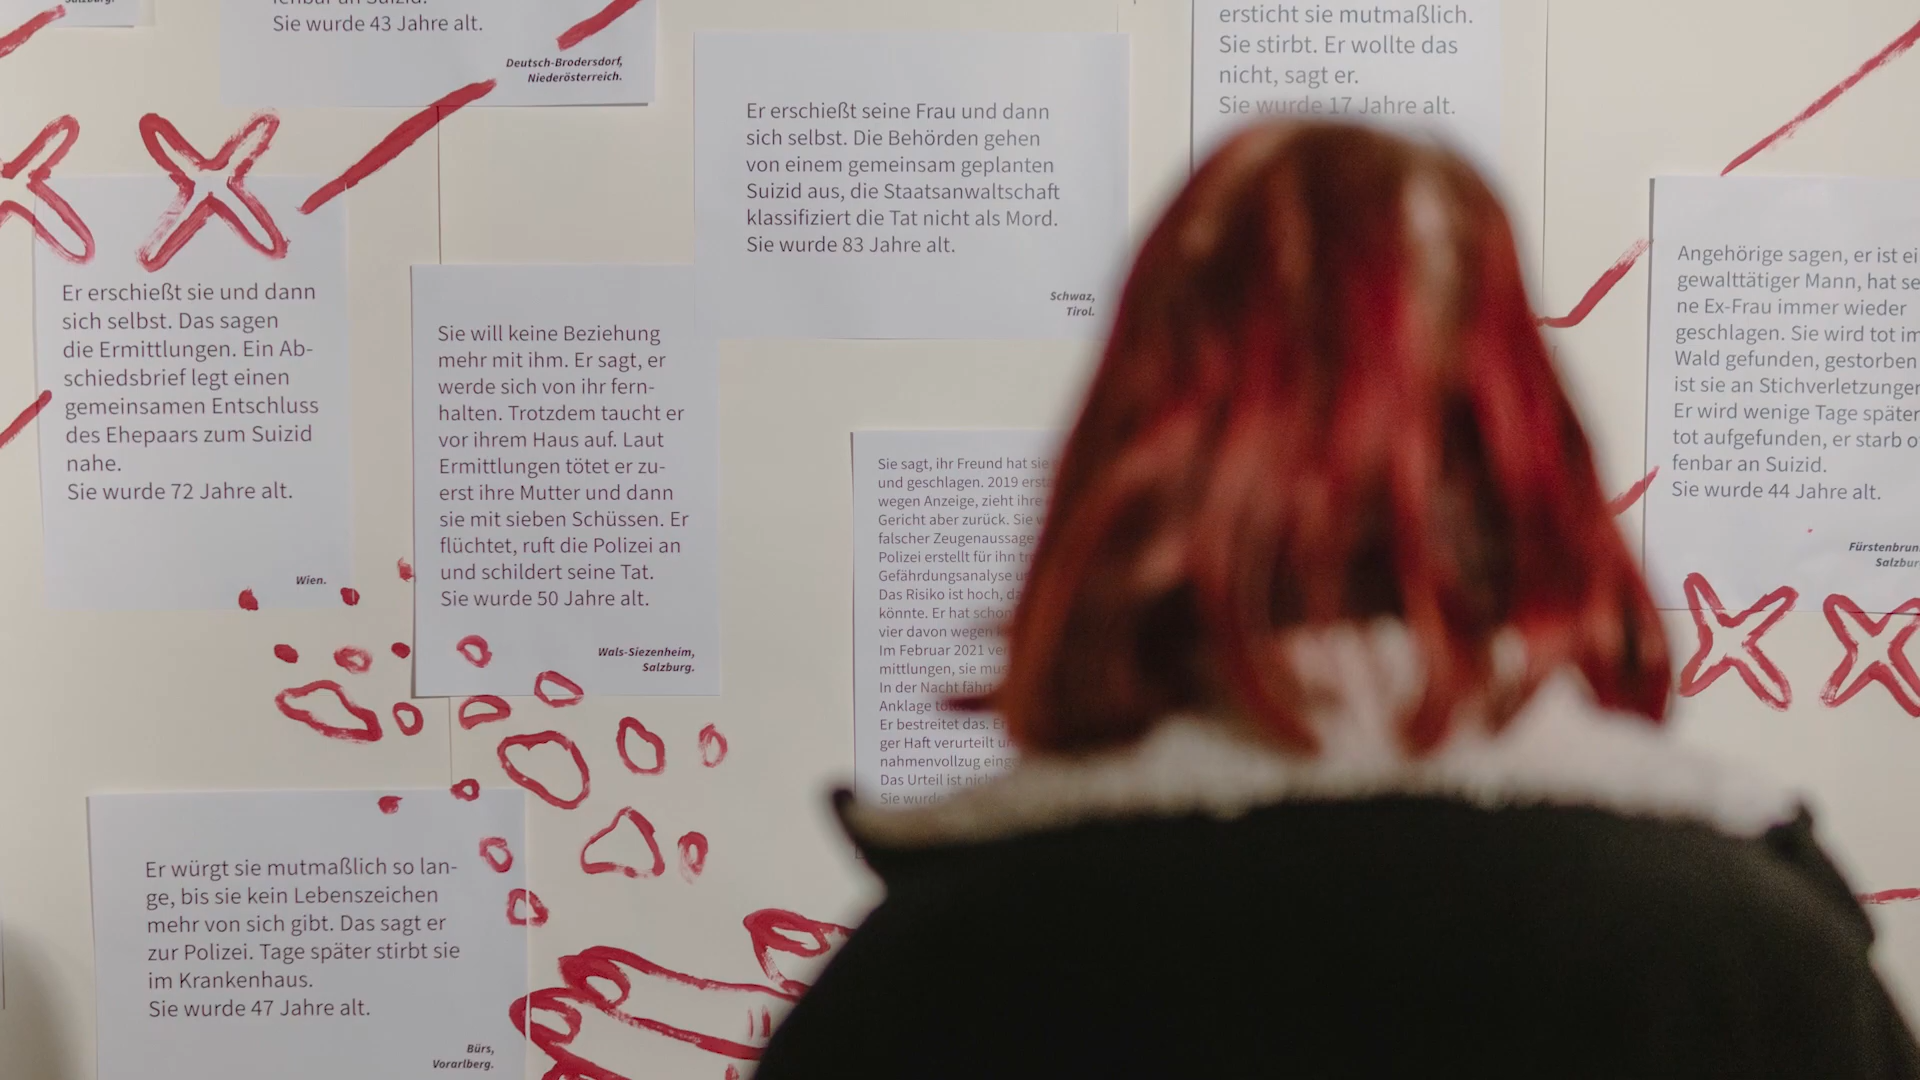 Salzburg.
Sie wurde 43 Jahre alt.
Deutsch-Brodersdorf,
Niederösterreich.
Er erschießt seine Frau und dann
sich selbst. Die Behörden gehen
von einem gemeinsam geplanten
Suizid aus, die Staatsanwaltschaft
klassifiziert die Tat nicht als Mord.
Sie wurde 83 Jahre alt.
Schwaz,
Tirol.
ersticht sie mutmaßlich.
Sie stirbt. Er wollte das
nicht, sagt er.
Sie wurde 17 Jahre alt.
Er erschießt sie und dann
sich selbst. Das sagen
die Ermittlungen. Ein Ab-
schiedsbrief legt einen
gemeinsamen Entschluss
des Ehepaars zum Suizid
nahe.
Sie wurde 72 Jahre alt.
Wien.
Sie will keine Beziehung
mehr mit ihm. Er sagt, er
werde sich von ihr fern-
halten. Trotzdem taucht er
vor ihrem Haus auf. Laut
Ermittlungen tötet er zu-
erst ihre Mutter und dann
sie mit sieben Schüssen. Er
flüchtet, ruft die Polizei an
und schildert seine Tat.
Sie wurde 50 Jahre alt.
Wals-Siezenheim,
Salzburg.
Sie sagt, ihr Freund hat sie
und geschlagen. 2019
wegen Anzeige, zieht ihre
Gericht aber zurück. Sie
falscher Zeugenaussage
Polizei erstellt für ihn
Gefährdungsanalyse
Das Risiko ist hoch,
könnte. Er hat schon
vier davon wegen
Im Februar 2021
mittlungen, sie
In der Nacht fährt
Anklage
Er bestreitet das.
ger Haft verurteilt
nahmenvollzug
Das Urteil ist
Sie wurde
Angehörige sagen, er ist
gewalttätiger Mann, hat
ne Ex-Frau immer wieder
geschlagen. Sie wird tot im
Wald gefunden, gestorben
ist sie an Stichverletzungen
Er wird wenige Tage später
tot aufgefunden, er starb
fenbar an Suizid.
Sie wurde 44 Jahre alt.
Er würgt sie mutmaßlich so lan-
ge, bis sie kein Lebenszeichen
mehr von sich gibt. Das sagt er
zur Polizei. Tage später stirbt sie
im Krankenhaus.
Sie wurde 47 Jahre alt.
Bürs,
Vorarlberg.